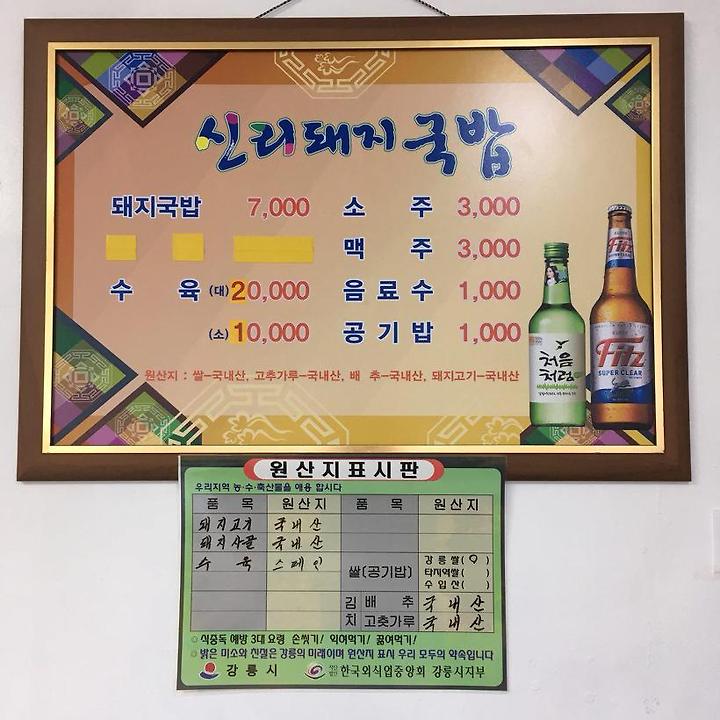 신리돼지국밥
돼지국밥 7,000 소 주 3,000
맥 주 3,000
수 육 (대)20,000 음료수 1,000
(소)10,000 공기밥 1,000
원산지 : 쌀-국내산, 고추가루-국내산, 배 추-국내산, 돼지고기-국내산
처음
처럼
Fitz
Fitz
SUPER CLEAR
원산지표시판
우리지역 농·수·축산물을 애용 합시다
품 목 원산지 품 목 원산지
돼지고기 국내산
돼지사골 국내산
수 육 스페인 쌀(공기밥) 강릉쌀(O)
타지역쌀( )
수입산( )
김치 배 추 국내산
고춧가루 국내산
식중독 예방 3대 요령 손씻기! 익혀먹기! 끓여먹기!
밝은 미소와 친절은 강릉의 미래이며 원산지 표시 우리 모두의 약속입니다
강릉시 사단법인 한국외식업중앙회 강릉시지부